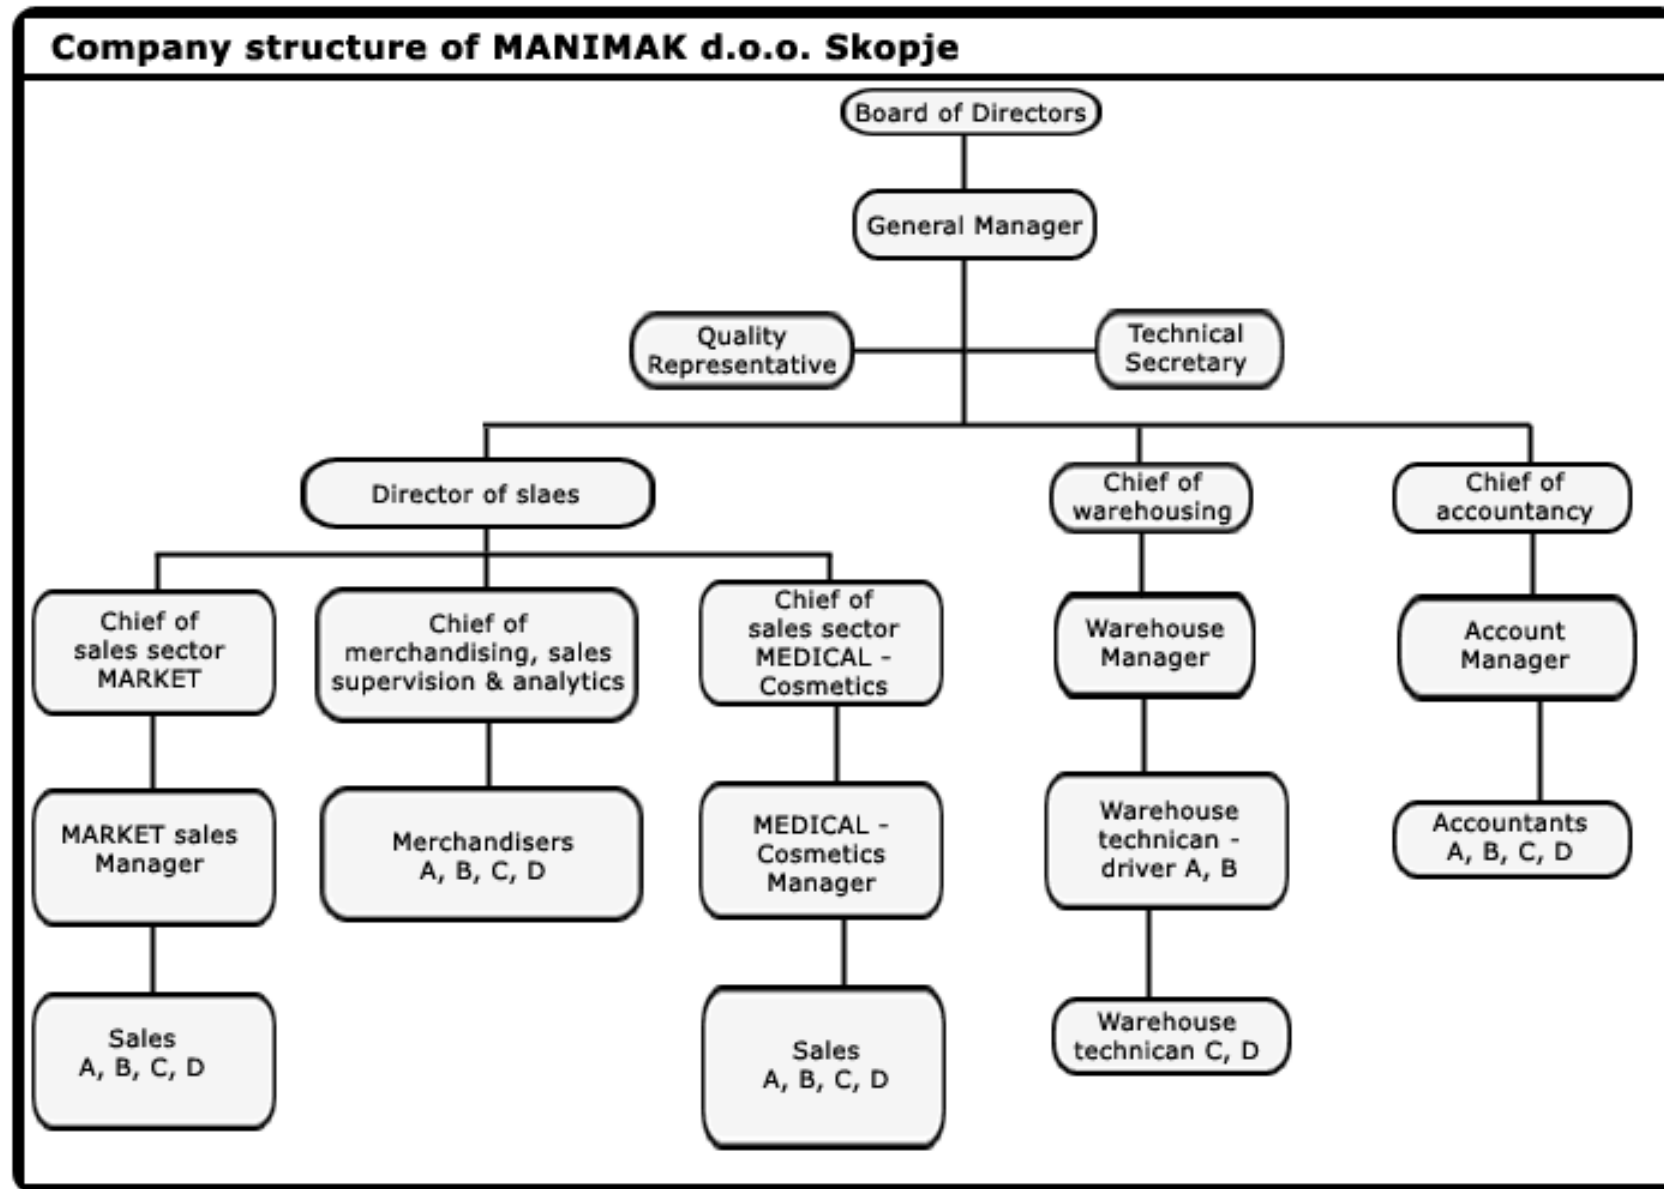 Company structure of MANIMAK d.o.o. Skopje
Board of Directors
General Manager
Quality
Representative
Technical
Secretary
Director of slaes
Chief of
warehousing
Chief of
accountancy
Chief of
sales sector
MARKET
Chief of
merchandising, sales
supervision & analytics
Chief of
sales sector
MEDICAL -
Cosmetics
Warehouse
Manager
Account
Manager
MARKET sales
Manager
Merchandisers
A, B, C, D
MEDICAL -
Cosmetics
Manager
Warehouse
technican -
driver A, B
Accountants
A, B, C, D
Sales
A, B, C, D
Sales
A, B, C, D
Warehouse
technican C, D